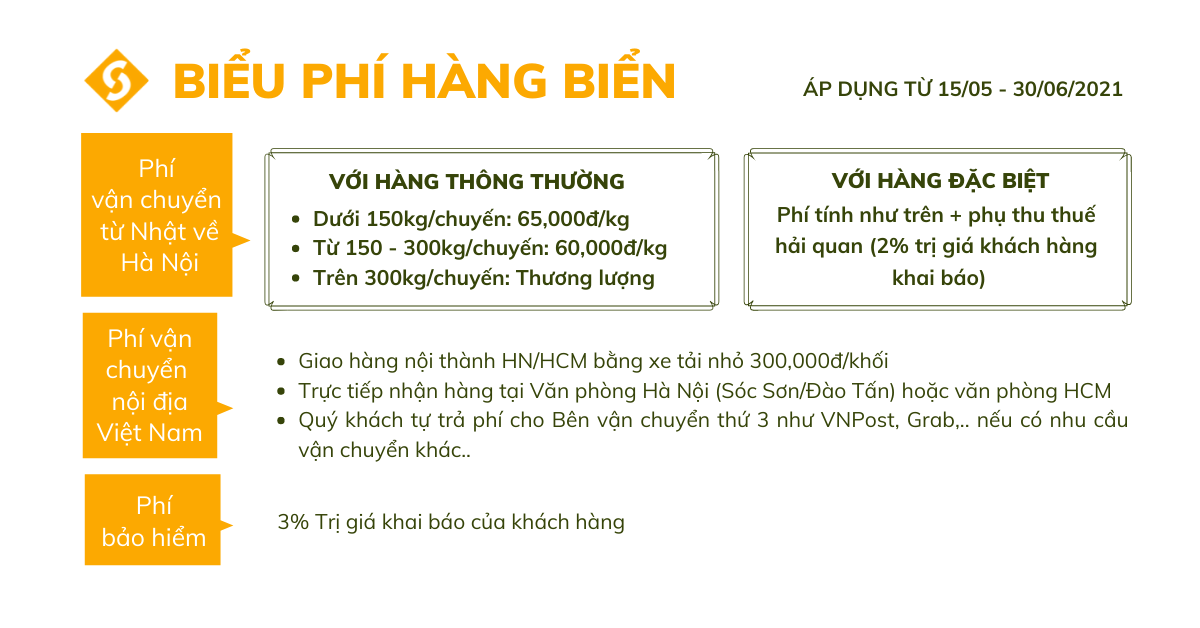 BIỂU PHÍ HÀNG BIỂN
ÁP DỤNG TỪ 15/05 - 30/06/2021
Phí
vận chuyển
từ Nhật về
Hà Nội
VỚI HÀNG THÔNG THƯỜNG
• Dưới 150kg/chuyến: 65,000đ/kg
• Từ 150 - 300kg/chuyến: 60,000đ/kg
• Trên 300kg/chuyến: Thương lượng
VỚI HÀNG ĐẶC BIỆT
Phí tính như trên + phụ thu thuế
hải quan (2% trị giá khách hàng
khai báo)
Phí vận
chuyển
nội địa
Việt Nam
• Giao hàng nội thành HN/HCM bằng xe tải nhỏ 300,000đ/khối
• Trực tiếp nhận hàng tại Văn phòng Hà Nội (Sóc Sơn/Đào Tấn) hoặc văn phòng HCM
• Quý khách tự trả phí cho Bên vận chuyển thứ 3 như VNPost, Grab,.. nếu có nhu cầu
vận chuyển khác..
Phí
bảo hiểm
3% Trị giá khai báo của khách hàng